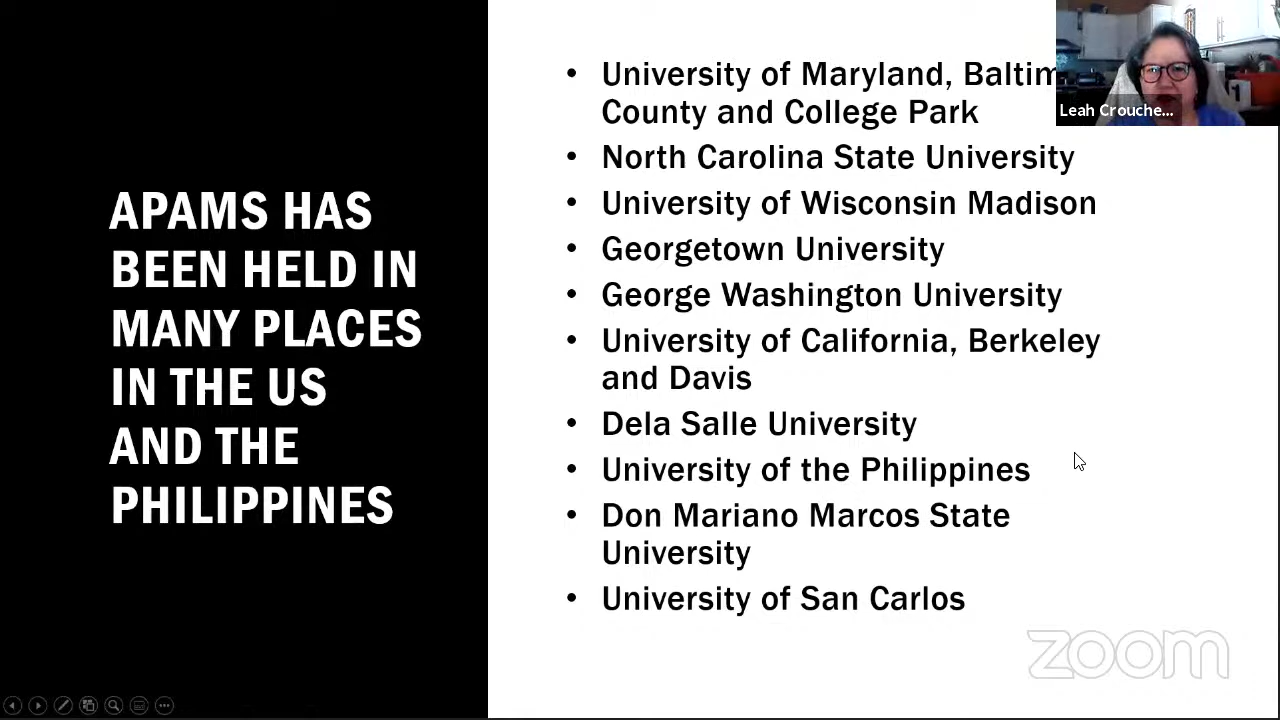 APAMS HAS
BEEN HELD IN
MANY PLACES
IN THE US
AND THE
PHILIPPINES
• University of Maryland,
County and College Park
• North Carolina State University
• University of Wisconsin Madison
• Georgetown University
• George Washington University
• University of California, Berkeley
and Davis
• Dela Salle University
• University of the Philippines
• Don Mariano Marcos State
University
• University of San Carlos
Leah Crouche...
zoom